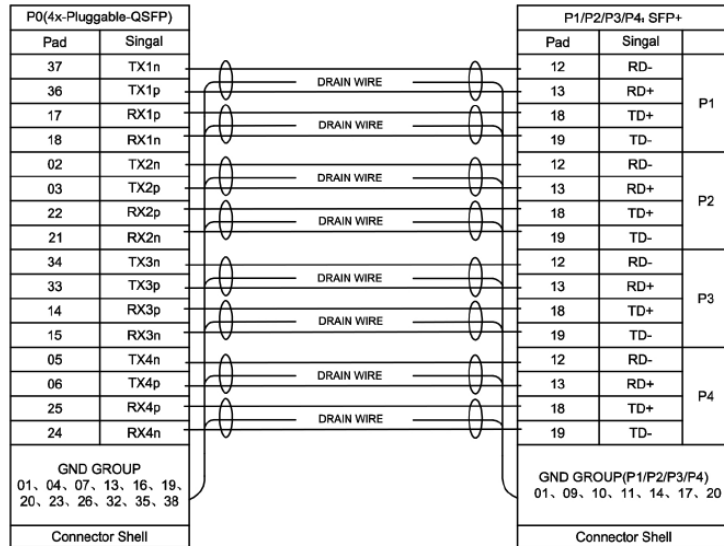 P0(4x-Pluggable-QSFP)
Pad Singal
37 TX1n
36 TX1p
17 RX1p
18 RX1n
02 TX2n
03 TX2p
22 RX2p
21 RX2n
34 TX3n
33 TX3p
14 RX3p
15 RX3n
05 TX4n
06 TX4p
25 RX4p
24 RX4n
GND GROUP
01、04、07、13、16、19、
20、23、26、32、35、38
Connector Shell
DRAIN WIRE
DRAIN WIRE
DRAIN WIRE
DRAIN WIRE
DRAIN WIRE
DRAIN WIRE
DRAIN WIRE
DRAIN WIRE
P1/P2/P3/P4: SFP+
Pad Singal
12 RD-
13 RD+
18 TD+
19 TD-
P1
12 RD-
13 RD+
18 TD+
19 TD-
P2
12 RD-
13 RD+
18 TD+
19 TD-
P3
12 RD-
13 RD+
18 TD+
19 TD-
P4
GND GROUP(P1/P2/P3/P4)
01、09、10、11、14、17、20
Connector Shell